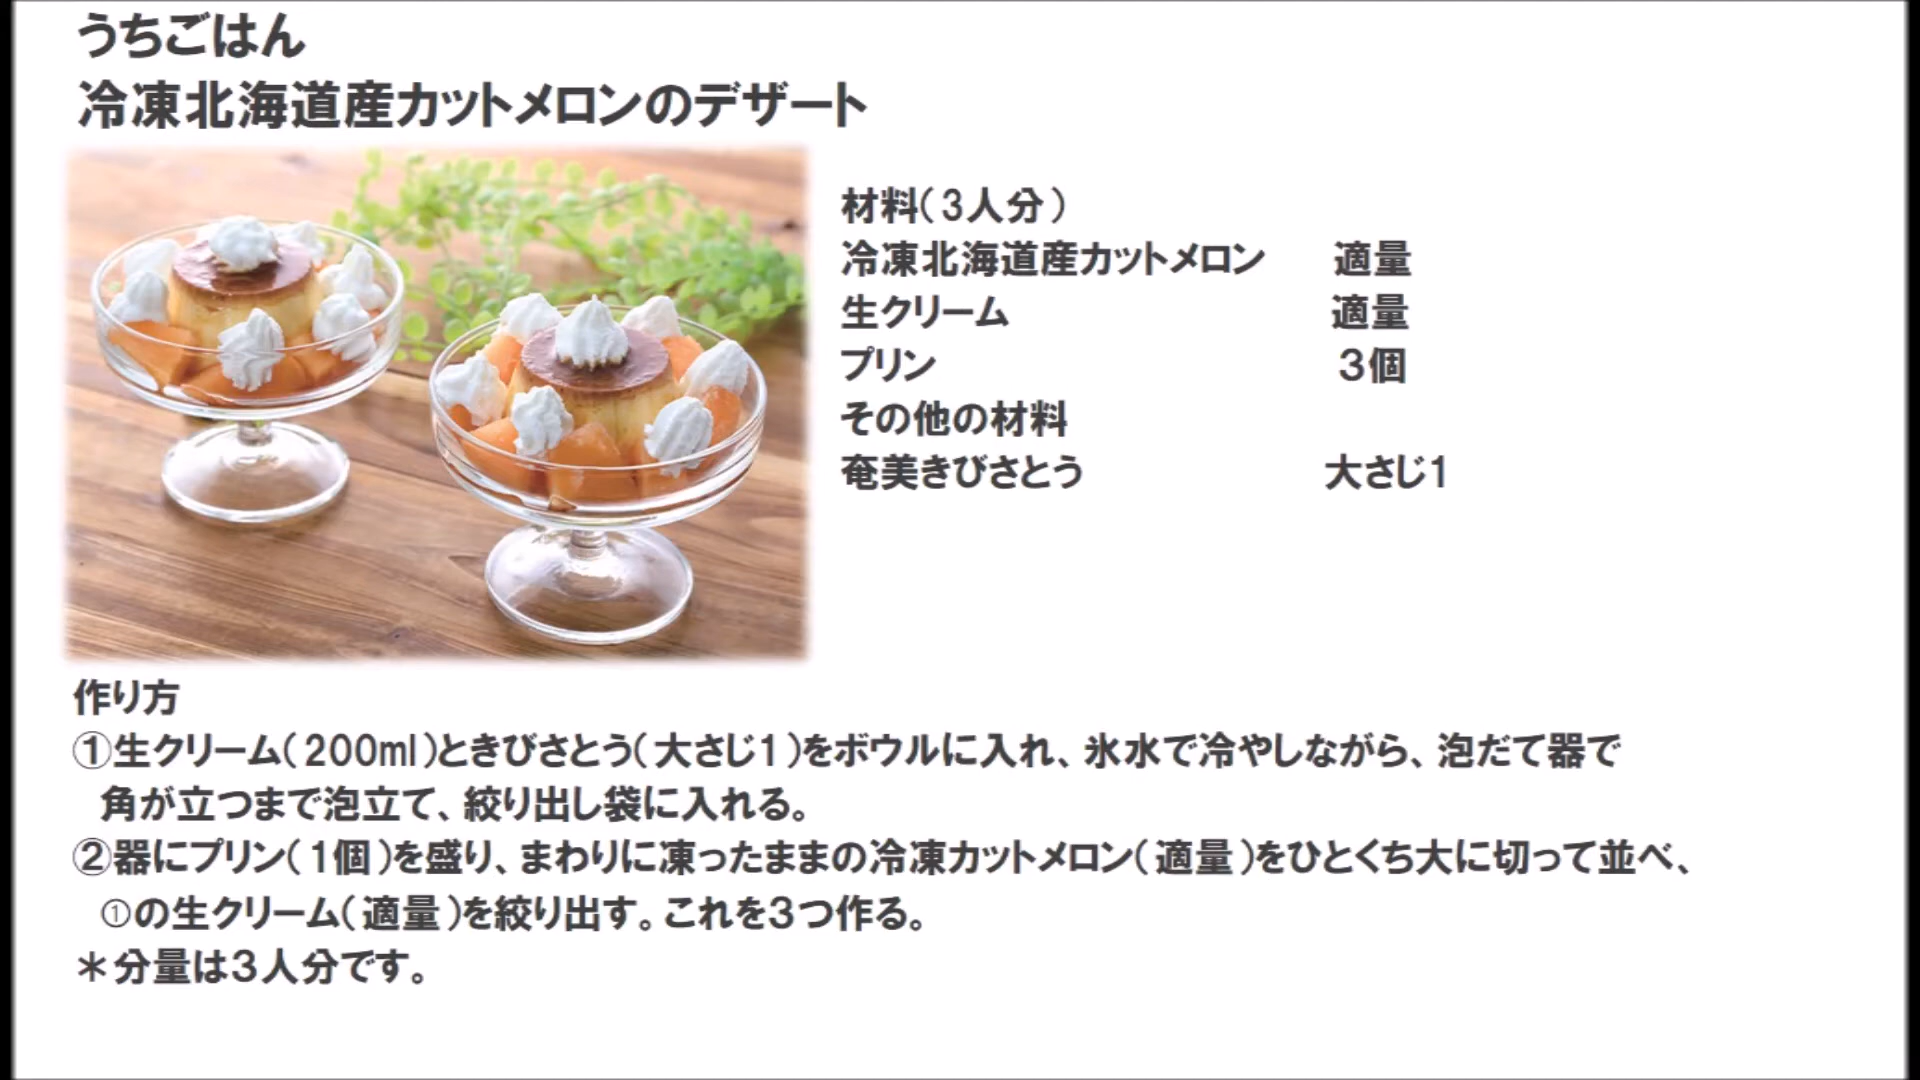 うちごはん
冷凍北海道産カットメロンのデザート
材料(3人分)
冷凍北海道産カットメロン 適量
生クリーム 適量
プリン 3個
その他の材料
奄美きびさとう 大さじ1
作り方
①生クリーム(200ml)ときびさとう(大さじ1)をボウルに入れ、氷水で冷やしながら、泡だて器で
角が立つまで泡立て、絞り出し袋に入れる。
②器にプリン(1個)を盛り、まわりに凍ったままの冷凍カットメロン(適量)をひとくち大に切って並べ、
①の生クリーム(適量)を絞り出す。これを3つ作る。
＊分量は3人分です。